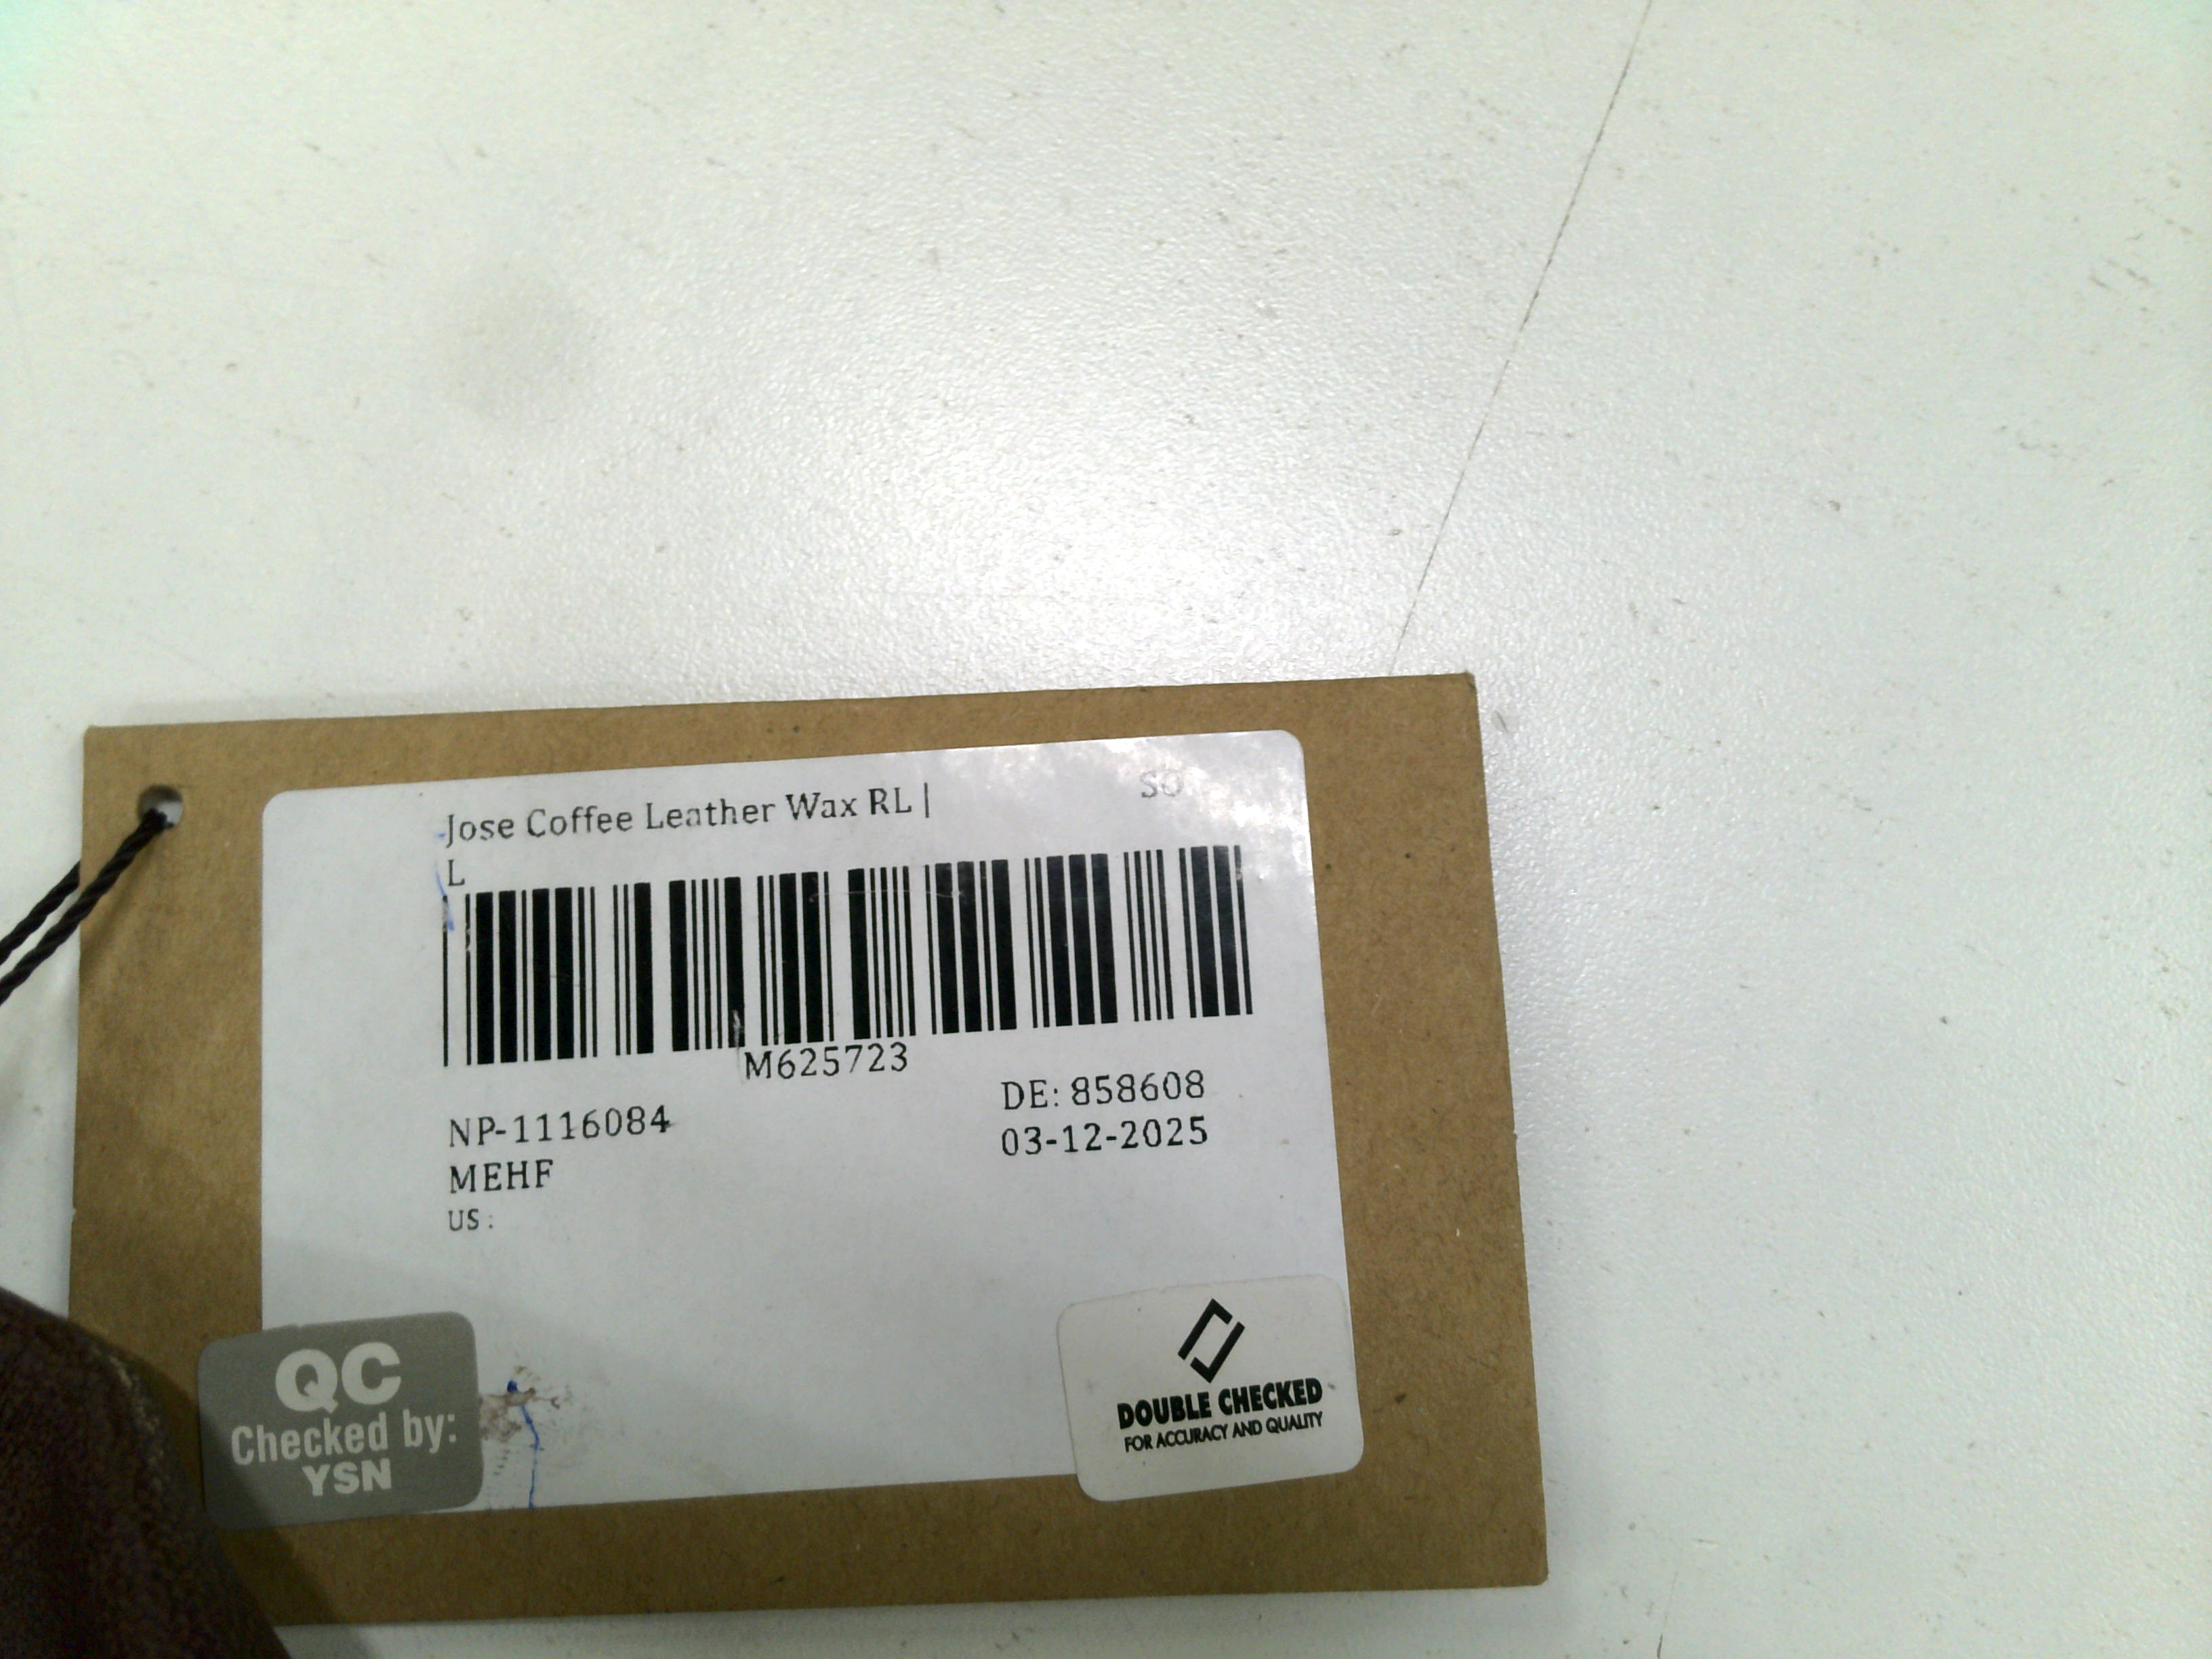 Jose Coffee Leather Wax RL | SO
L
M625723
NP-1116084 DE: 858608
MEHF 03-12-2025
US :
QC
Checked by:
YSN
DOUBLE CHECKED
FOR ACCURACY AND QUALITY